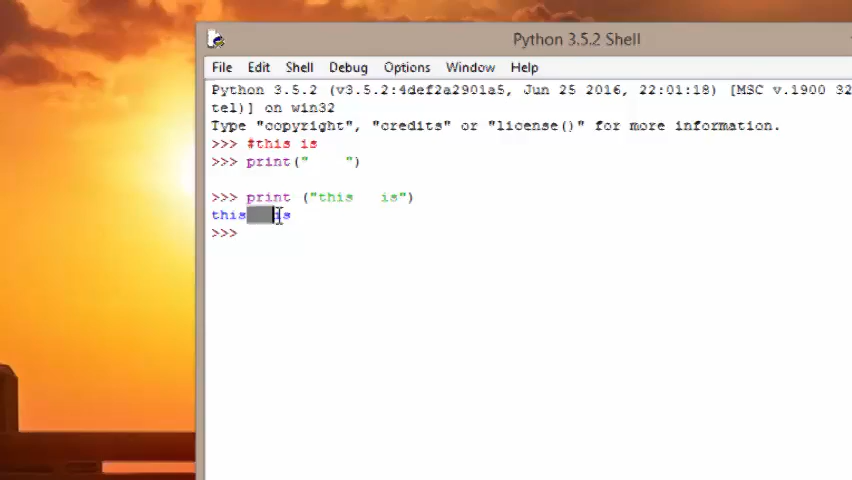 Python 3.5.2 Shell
File Edit Shell Debug Options Window Help
Python 3.5.2 (v3.5.2:4def2a2901a5, Jun 25 2016, 22:01:18) [MSC v.1900 32
tel)] on win32
Type "copyright", "credits" or "license()" for more information.
>>> #this is
>>> print("    ")
>>> print ("this   is")
this   is
>>>